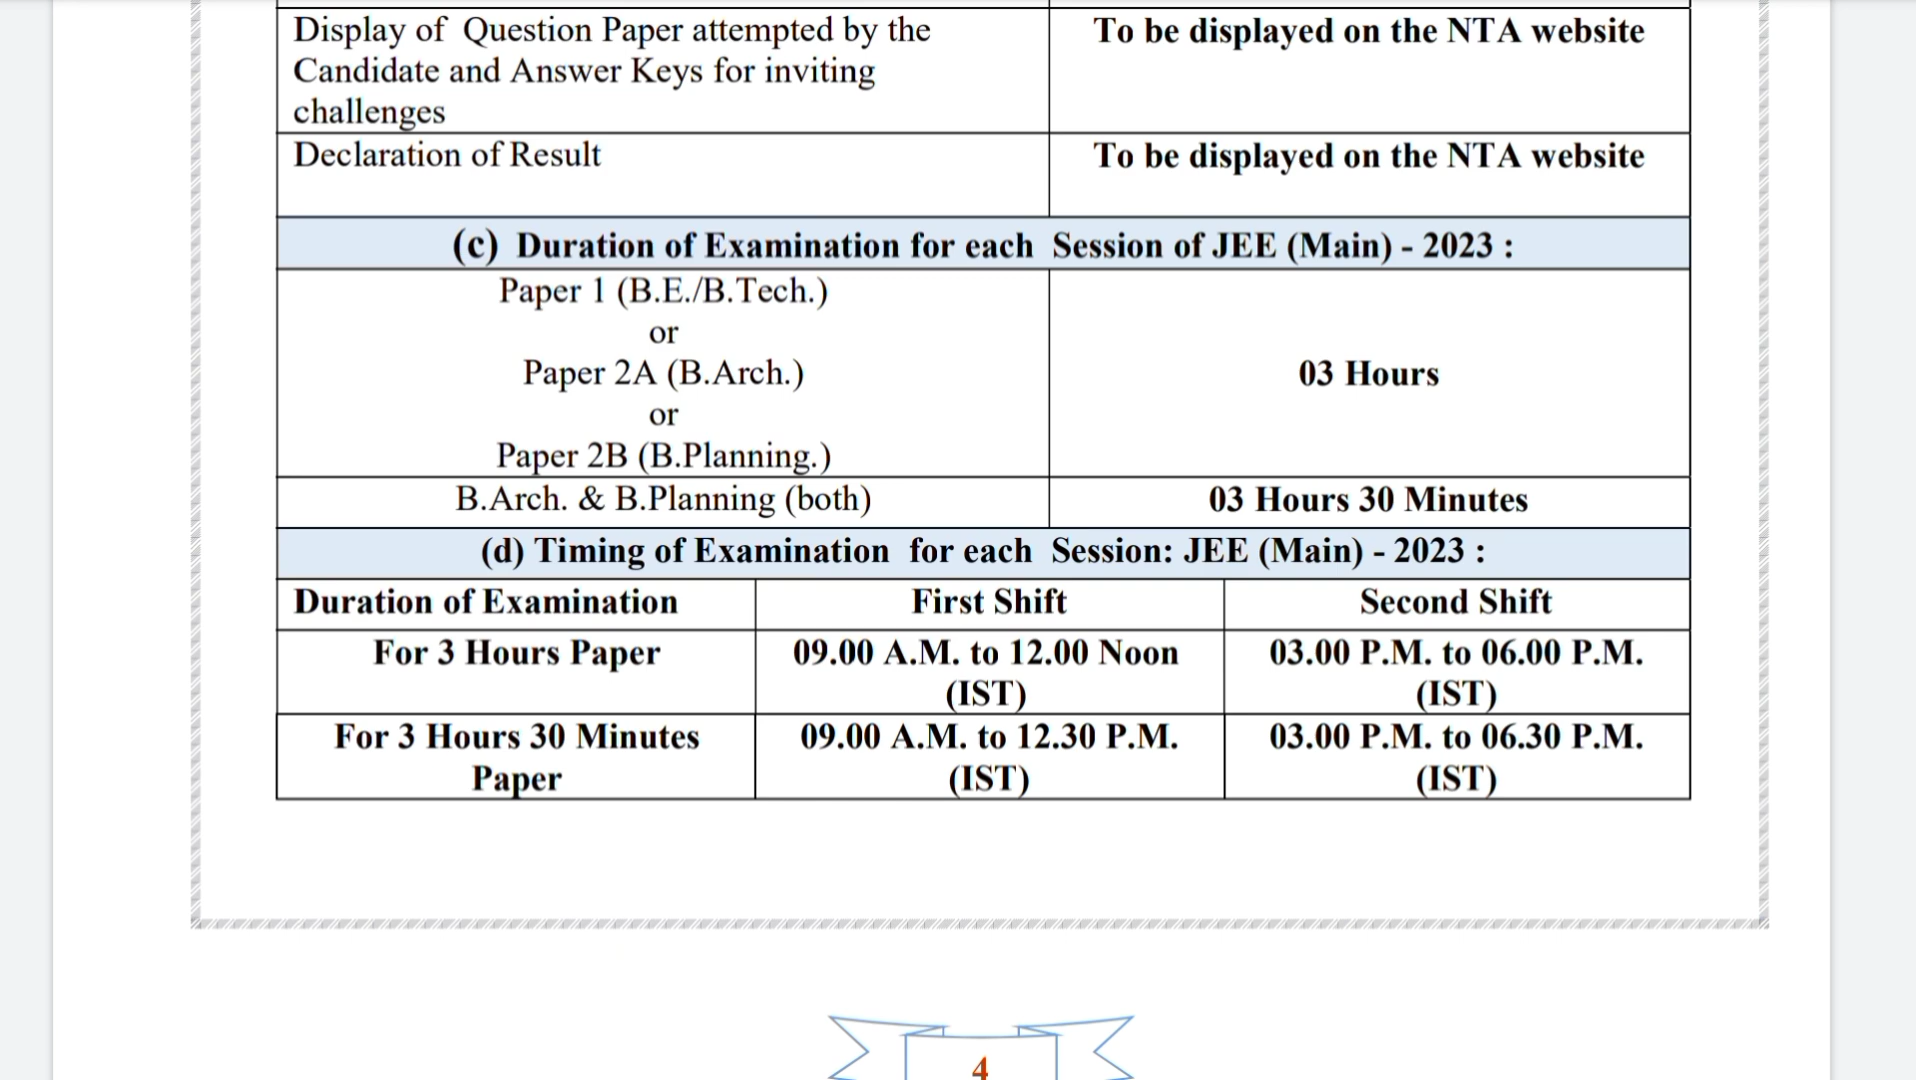 Display of Question Paper attempted by the
Candidate and Answer Keys for inviting
challenges
To be displayed on the NTA website
Declaration of Result
To be displayed on the NTA website
(c) Duration of Examination for each Session of JEE (Main) - 2023 :
Paper 1 (B.E./B.Tech.)
or
Paper 2A (B.Arch.)
or
Paper 2B (B.Planning.)
03 Hours
B.Arch. & B.Planning (both)
03 Hours 30 Minutes
(d) Timing of Examination for each Session: JEE (Main) - 2023 :
Duration of Examination
First Shift
Second Shift
For 3 Hours Paper
09.00 A.M. to 12.00 Noon
(IST)
03.00 P.M. to 06.00 P.M.
(IST)
For 3 Hours 30 Minutes
Paper
09.00 A.M. to 12.30 P.M.
(IST)
03.00 P.M. to 06.30 P.M.
(IST)
4